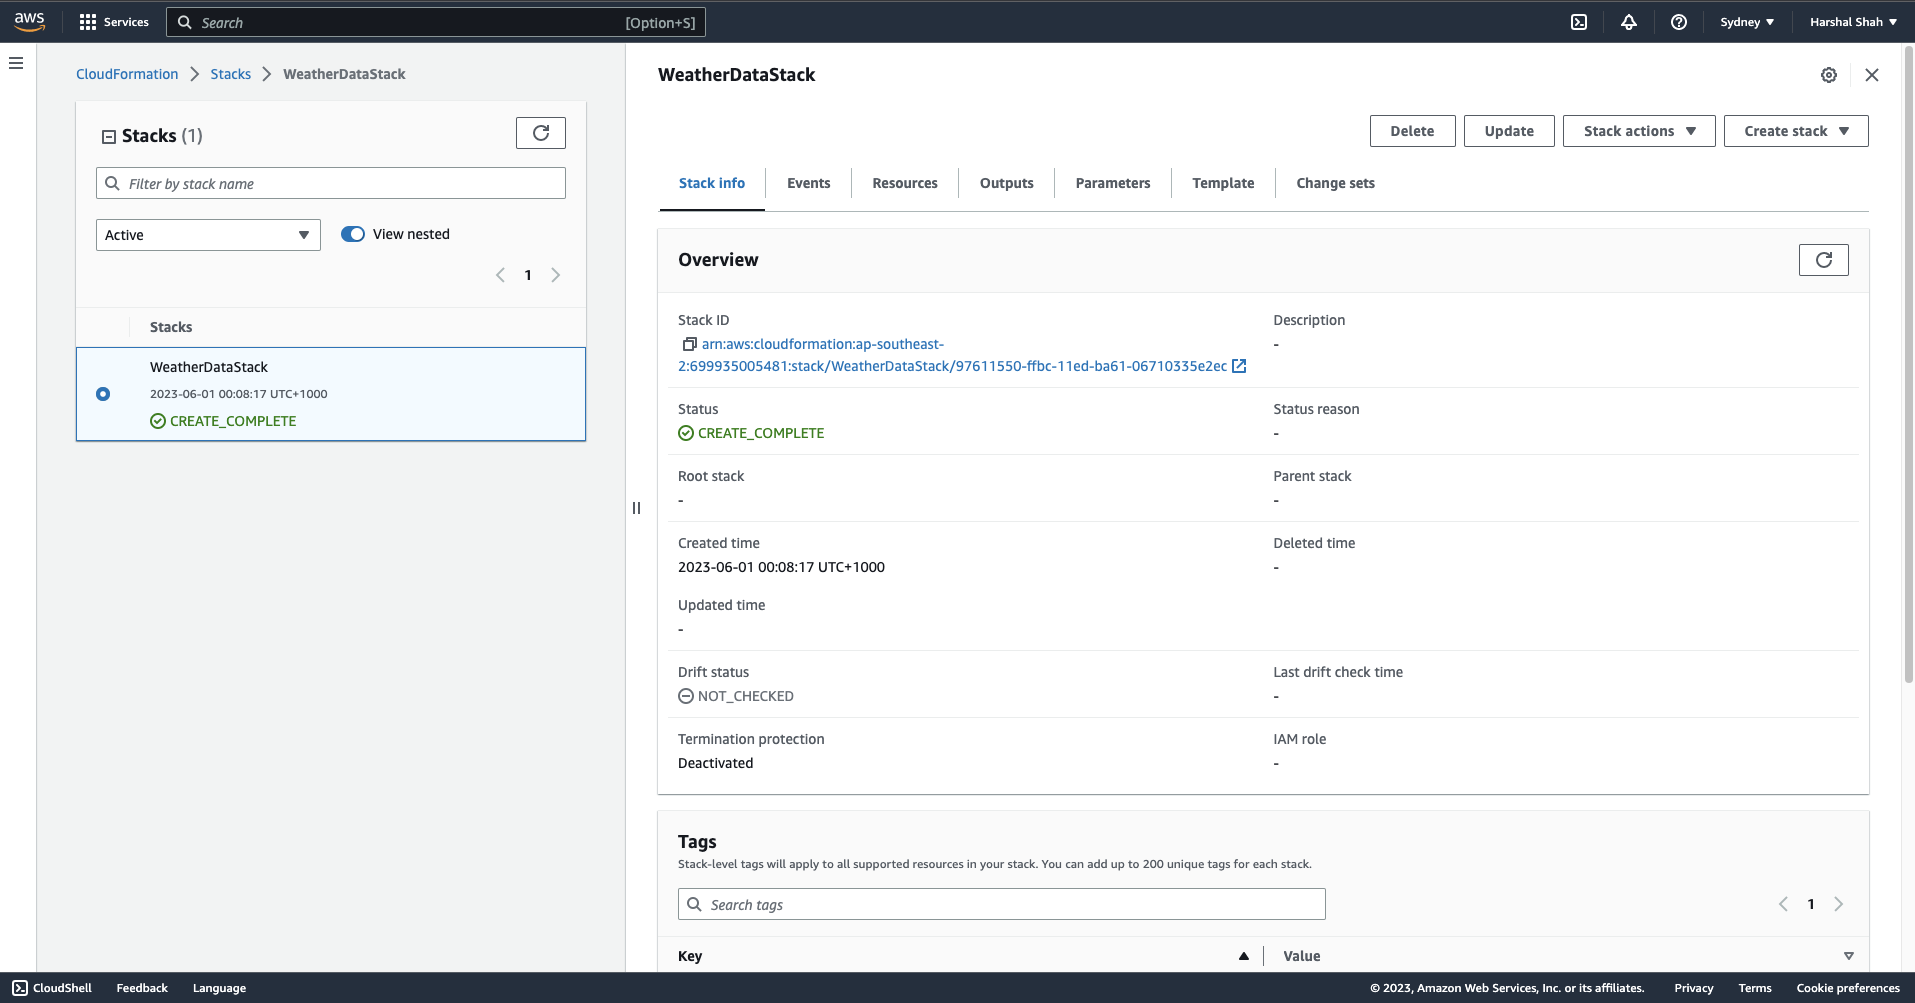 aws
Services
Search
[Option+S]
Sydney
Harshal Shah
CloudFormation
Stacks
WeatherDataStack
Stacks (1)
Filter by stack name
Active
View nested
1
Stacks
WeatherDataStack
2023-06-01 00:08:17 UTC+1000
CREATE_COMPLETE
WeatherDataStack
Delete
Update
Stack actions
Create stack
Stack info
Events
Resources
Outputs
Parameters
Template
Change sets
Overview
Stack ID
arn:aws:cloudformation:ap-southeast-
2:699935005481:stack/WeatherDataStack/97611550-ffbc-11ed-ba61-06710335e2ec
Description
-
Status
CREATE_COMPLETE
Status reason
-
Root stack
-
Parent stack
-
Created time
2023-06-01 00:08:17 UTC+1000
Deleted time
-
Updated time
-
Drift status
NOT_CHECKED
Last drift check time
-
Termination protection
Deactivated
IAM role
-
Tags
Stack-level tags will apply to all supported resources in your stack. You can add up to 200 unique tags for each stack.
Search tags
1
Key
Value
CloudShell
Feedback
Language
© 2023, Amazon Web Services, Inc. or its affiliates.
Privacy
Terms
Cookie preferences